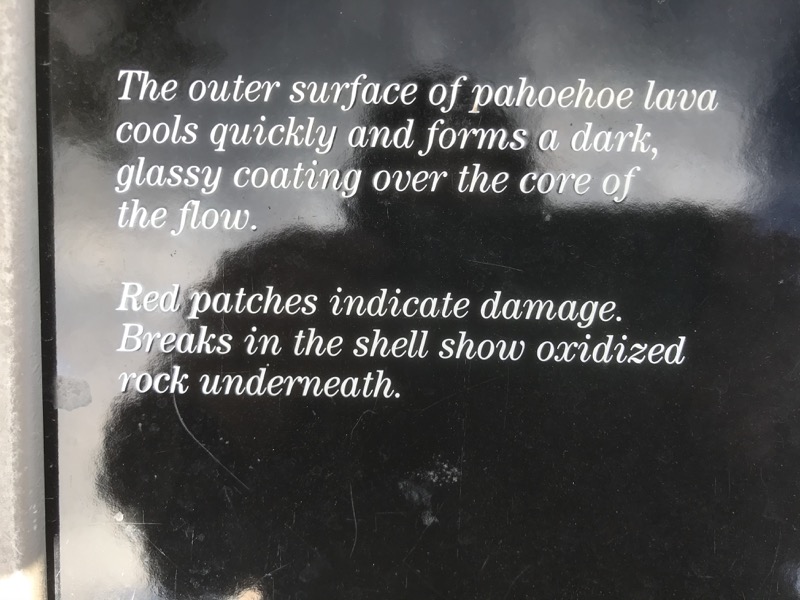 The outer surface of pahoehoe lava
cools quickly and forms a dark,
glassy coating over the core of
the flow.
Red patches indicate damage.
Breaks in the shell show oxidized
rock underneath.